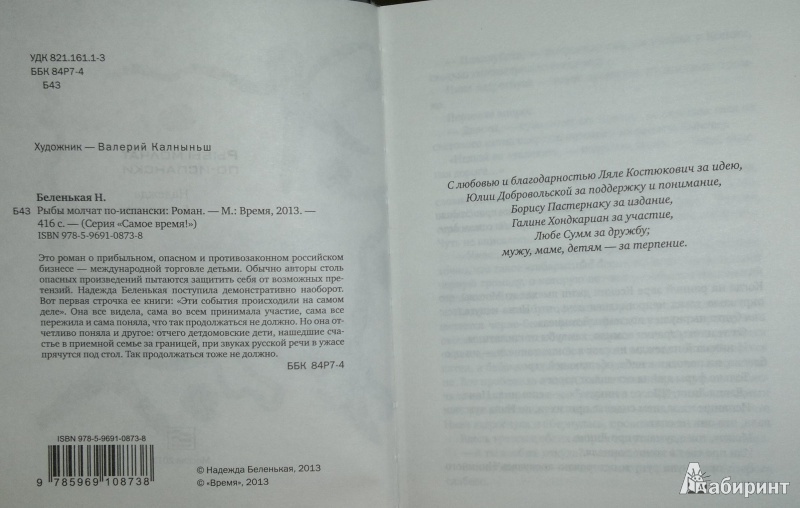 УДК 821.161.1-3
ББК 84Р7-4
Б43
Художник — Валерий Калныньш
Беленькая Н.
Б43 Рыбы молчат по-испански: Роман. — М.: Время, 2013. —
416 с. — (Серия «Самое время!»)
ISBN 978-5-9691-0873-8
Это роман о прибыльном, опасном и противозаконном российском
бизнесе — международной торговле детьми. Обычно авторы столь
опасных произведений пытаются защитить себя от возможных пре-
тензий. Надежда Беленькая поступила демонстративно наоборот.
Вот первая строчка ее книги: «Эти события происходили на самом
деле». Она все видела, сама во всем принимала участие, сама все
пережила и сама поняла, что так продолжаться не должно. Но она от-
четливо поняла и другое: отчего детдомовские дети, нашедшие сча-
стье в приемной семье за границей, при звуках русской речи в ужасе
прячутся под стол. Так продолжаться тоже не должно.
ББК 84Р7-4
ISBN 978-5-9691-0873-8
9 785969 108738
© Надежда Беленькая, 2013
© «Время», 2013
С любовью и благодарностью Ляле Костюкович за идею,
Юлии Добровольской за поддержку и понимание,
Борису Пастернаку за издание,
Галине Хондкариан за участие,
Любе Сумм за дружбу;
мужу, маме, детям — за терпение.
Лабиринт